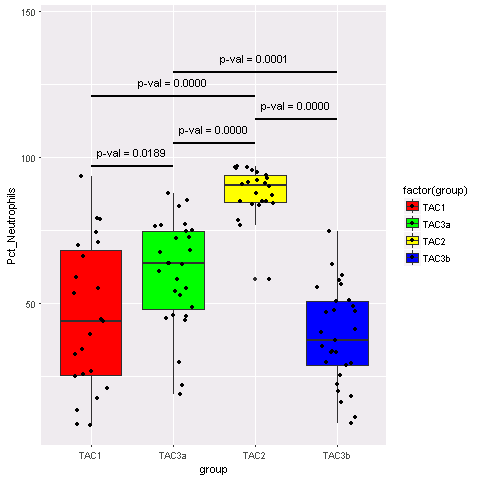 150
p-val = 0.0001
p-val = 0.0000
p-val = 0.0000
p-val = 0.0000
p-val = 0.0189
100
50
Pct_Neutrophils
TAC1
TAC3a
TAC2
TAC3b
group
factor(group)
TAC1
TAC3a
TAC2
TAC3b